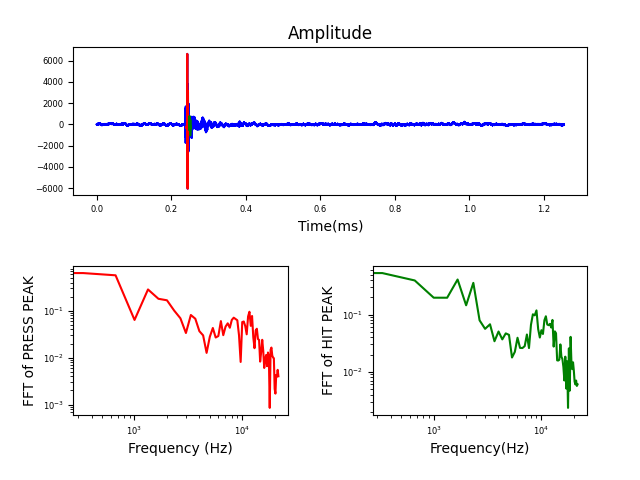 Amplitude
6000
4000
2000
0
−2000
−4000
−6000
0.0 0.2 0.4 0.6 0.8 1.0 1.2
Time(ms)
FFT of PRESS PEAK
10⁻¹
10⁻²
10⁻³
10³ 10⁴
Frequency (Hz)
FFT of HIT PEAK
10⁻¹
10⁻²
10³ 10⁴
Frequency(Hz)